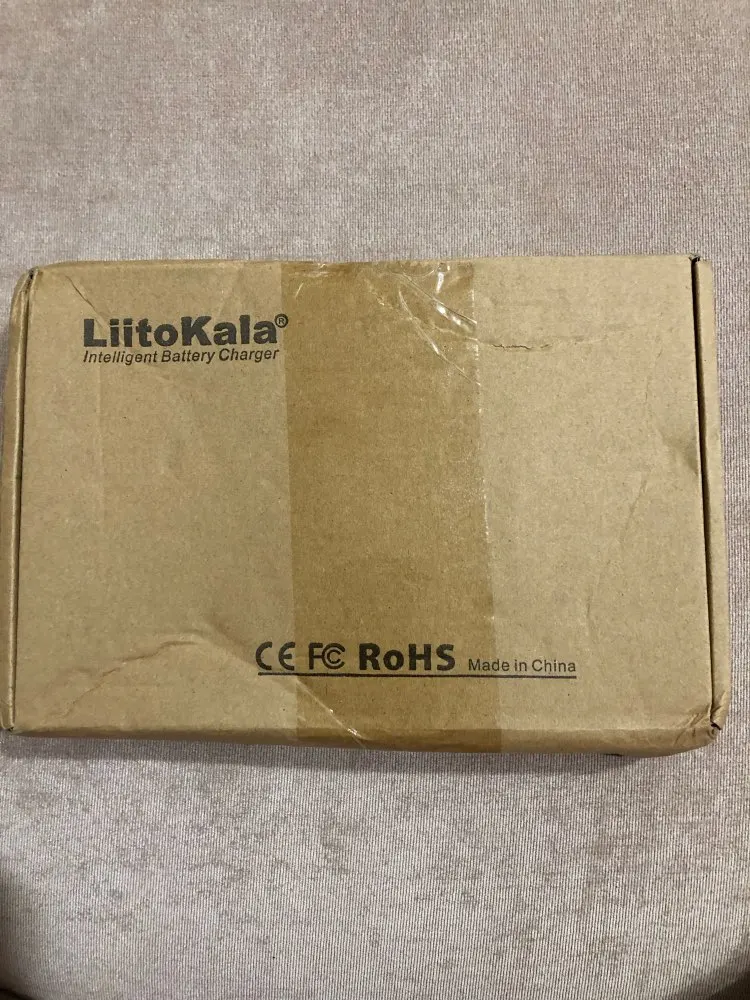 LiitoKala®
Intelligent Battery Charger
CE FC RoHS Made in China